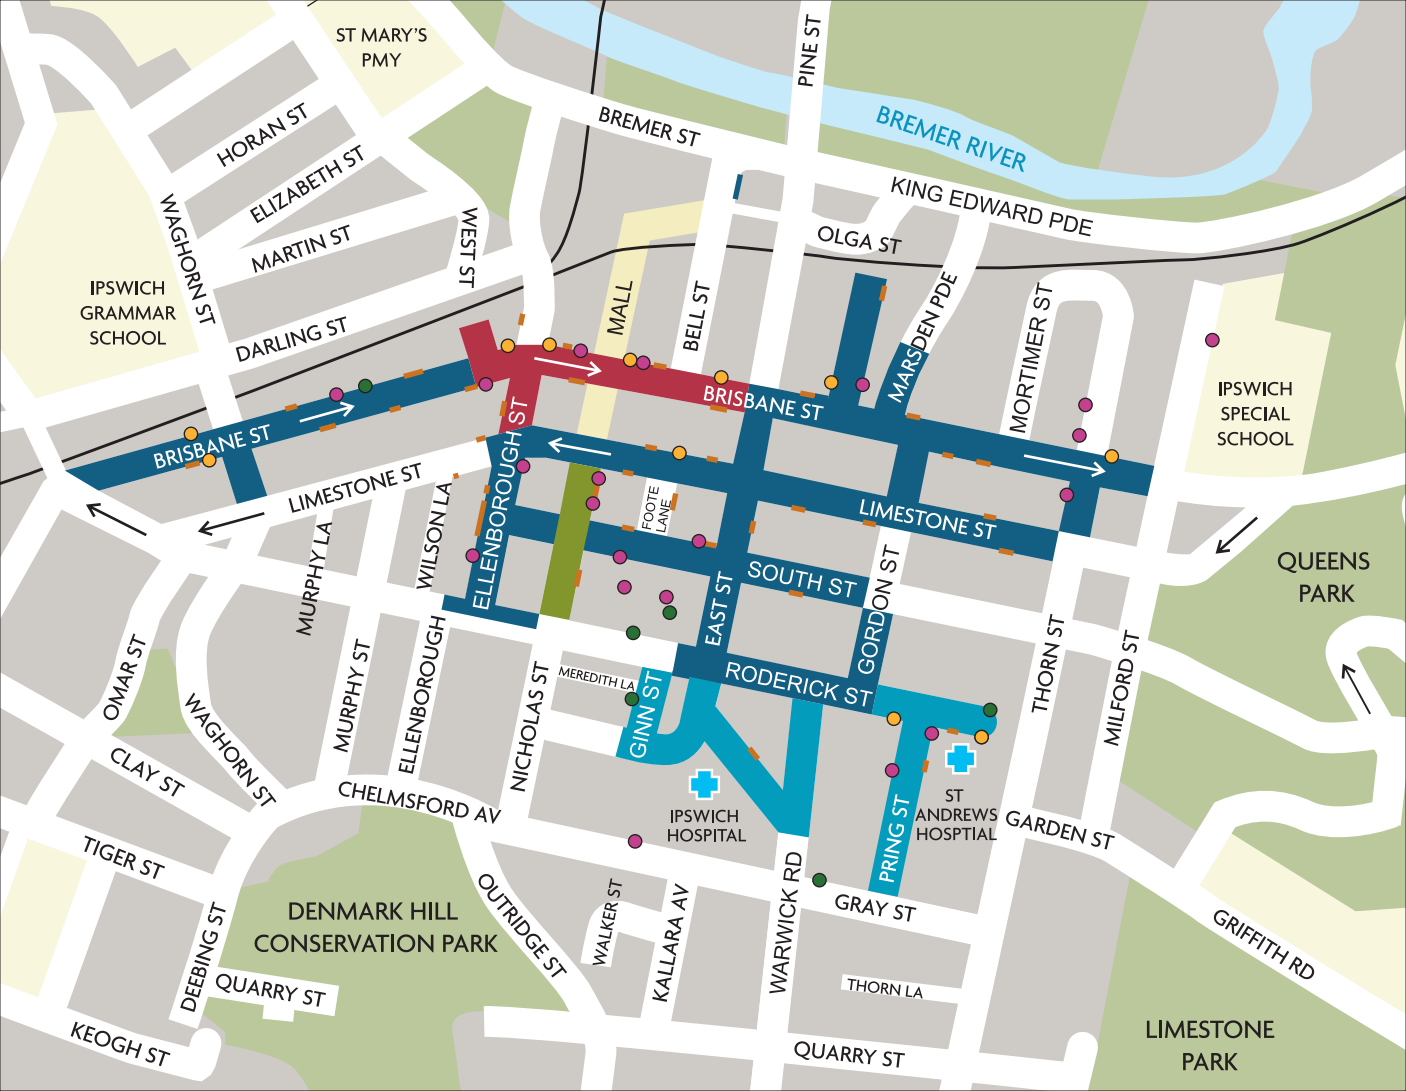 ST MARY'S
PMY
PINE ST
BREMER ST
BREMER RIVER
HORAN ST
ELIZABETH ST
KING EDWARD PDE
WAGHORN ST
MARTIN ST
WEST ST
OLGA ST
IPSWICH
GRAMMAR
SCHOOL
DARLING ST
MALL
BELL ST
MARSDEN PDE
MORTIMER ST
IPSWICH
SPECIAL
SCHOOL
BRISBANE ST
BRISBANE ST
LIMESTONE ST
ELLENBOROUGH ST
FOOTE
LANE
LIMESTONE ST
MURPHY LA
WILSON LA
SOUTH ST
EAST ST
GORDON ST
QUEENS
PARK
OMAR ST
MURPHY ST
ELLENBOROUGH
NICHOLAS ST
MEREDITH LA
GINN ST
RODERICK ST
THORN ST
MILFORD ST
WAGHORN ST
CLAY ST
CHELMSFORD AV
IPSWICH
HOSPITAL
ST
ANDREWS
HOSPTIAL
PRING ST
GARDEN ST
TIGER ST
DENMARK HILL
CONSERVATION PARK
OUTRIDGE ST
WALKER ST
KALLARA AV
WARWICK RD
GRAY ST
GRIFFITH RD
DEEBING ST
QUARRY ST
THORN LA
KEOGH ST
QUARRY ST
LIMESTONE
PARK